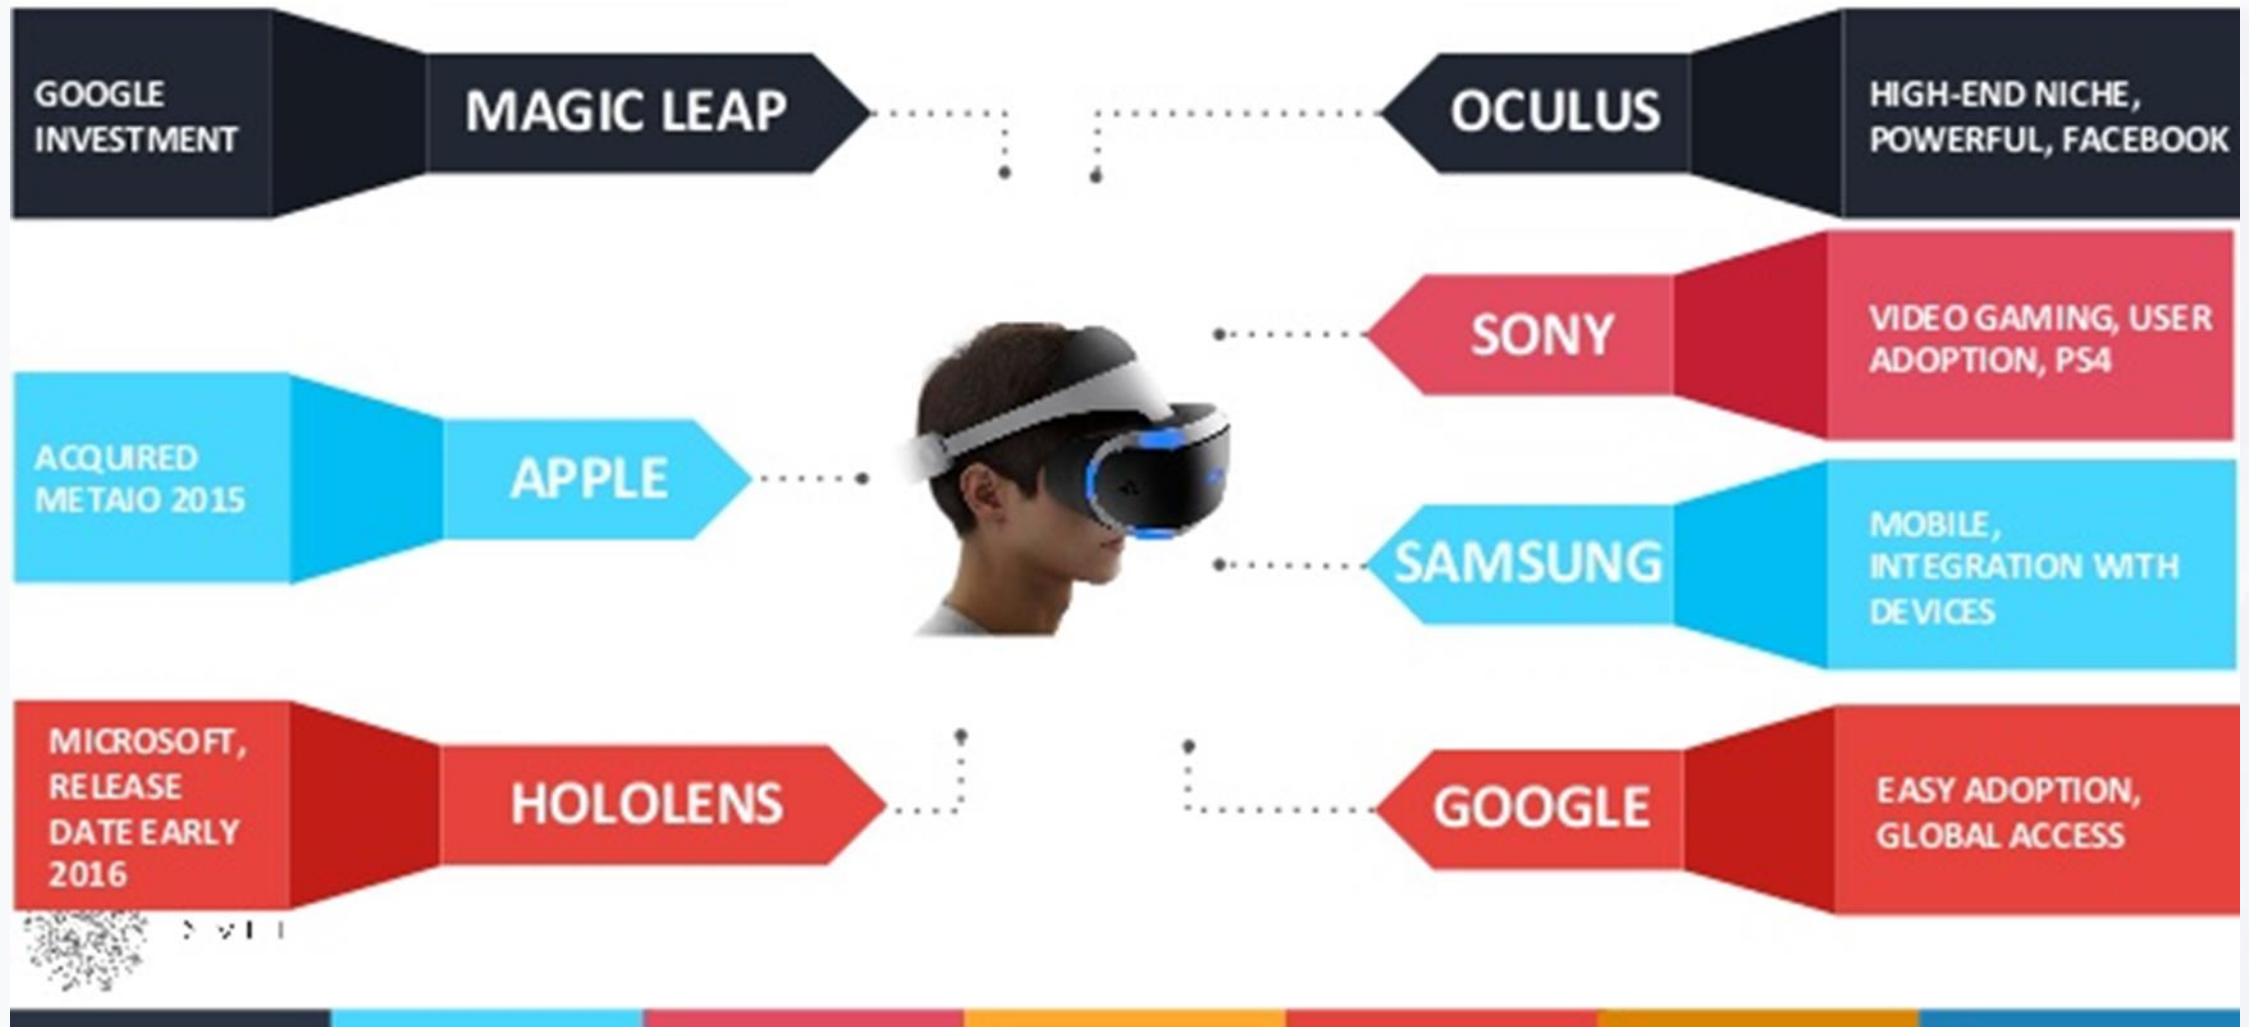 GOOGLE
INVESTMENT
MAGIC LEAP
OCULUS
HIGH-END NICHE,
POWERFUL, FACEBOOK
SONY
VIDEO GAMING, USER
ADOPTION, PS4
ACQUIRED
METAIO 2015
APPLE
SAMSUNG
MOBILE,
INTEGRATION WITH
DEVICES
MICROSOFT,
RELEASE
DATE EARLY
2016
HOLOLENS
GOOGLE
EASY ADOPTION,
GLOBAL ACCESS